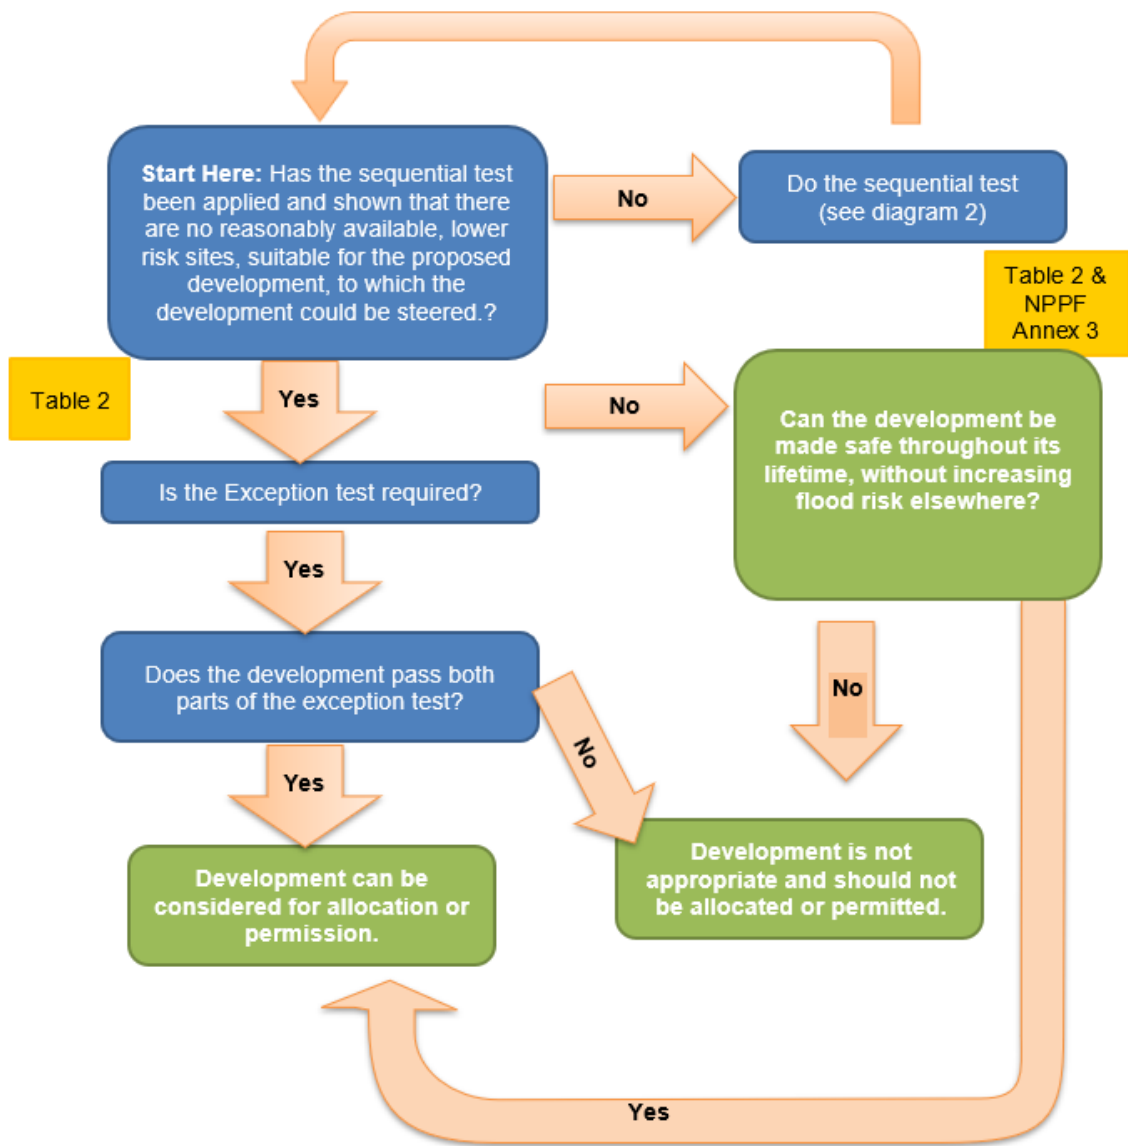 Start Here: Has the sequential test
been applied and shown that there
are no reasonably available, lower
risk sites, suitable for the proposed
development, to which the
development could be steered.?
No
Do the sequential test
(see diagram 2)
Table 2 &
NPPF
Annex 3
Table 2
Yes
No
Can the development be
made safe throughout its
lifetime, without increasing
flood risk elsewhere?
Is the Exception test required?
Yes
Does the development pass both
parts of the exception test?
No
No
Yes
Development can be
considered for allocation or
permission.
Development is not
appropriate and should not
be allocated or permitted.
Yes